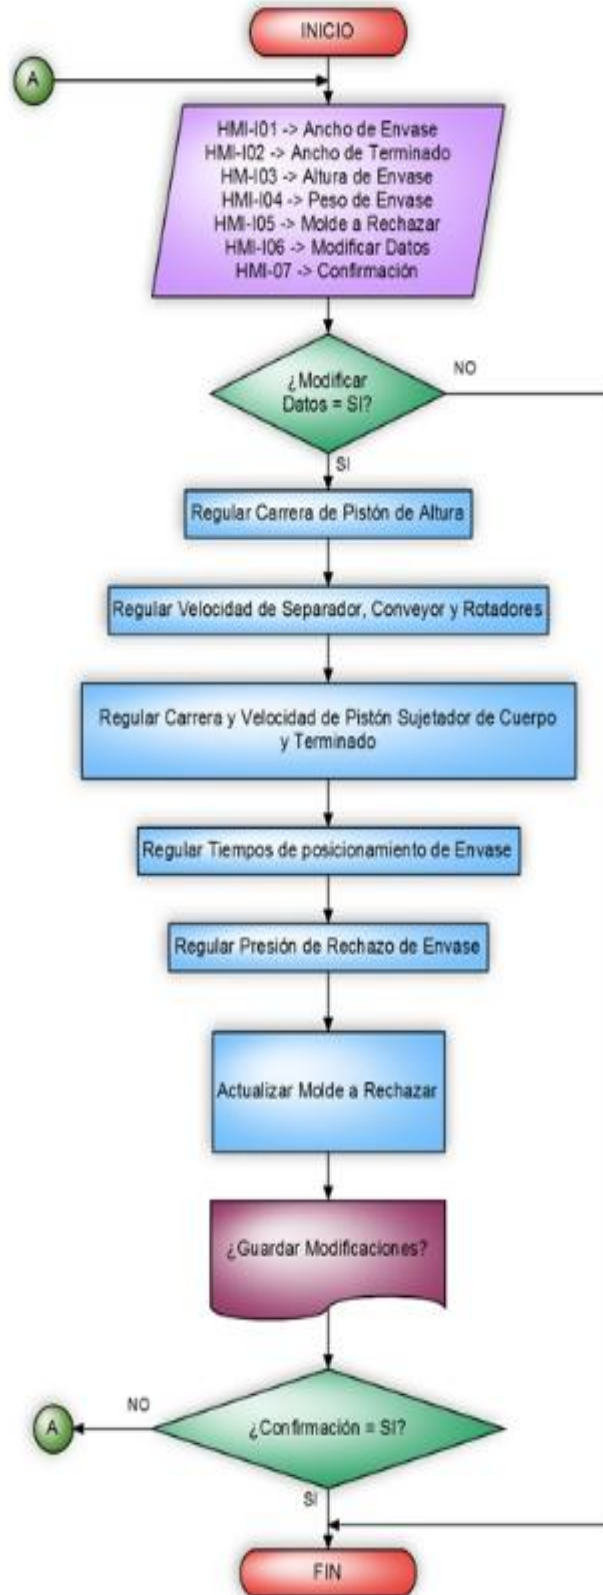 INICIO
A
HMI-I01 -> Ancho de Envase
HMI-I02 -> Ancho de Terminado
HM-I03 -> Altura de Envase
HMI-I04 -> Peso de Envase
HMI-I05 -> Molde a Rechazar
HMI-I06 -> Modificar Datos
HMI-07 -> Confirmación
¿Modificar
Datos = SI?
NO
SI
Regular Carrera de Pistón de Altura
Regular Velocidad de Separador, Conveyor y Rotadores
Regular Carrera y Velocidad de Pistón Sujetador de Cuerpo
y Terminado
Regular Tiempos de posicionamiento de Envase
Regular Presión de Rechazo de Envase
Actualizar Molde a Rechazar
¿Guardar Modificaciones?
¿Confirmación = SI?
NO
A
SI
FIN